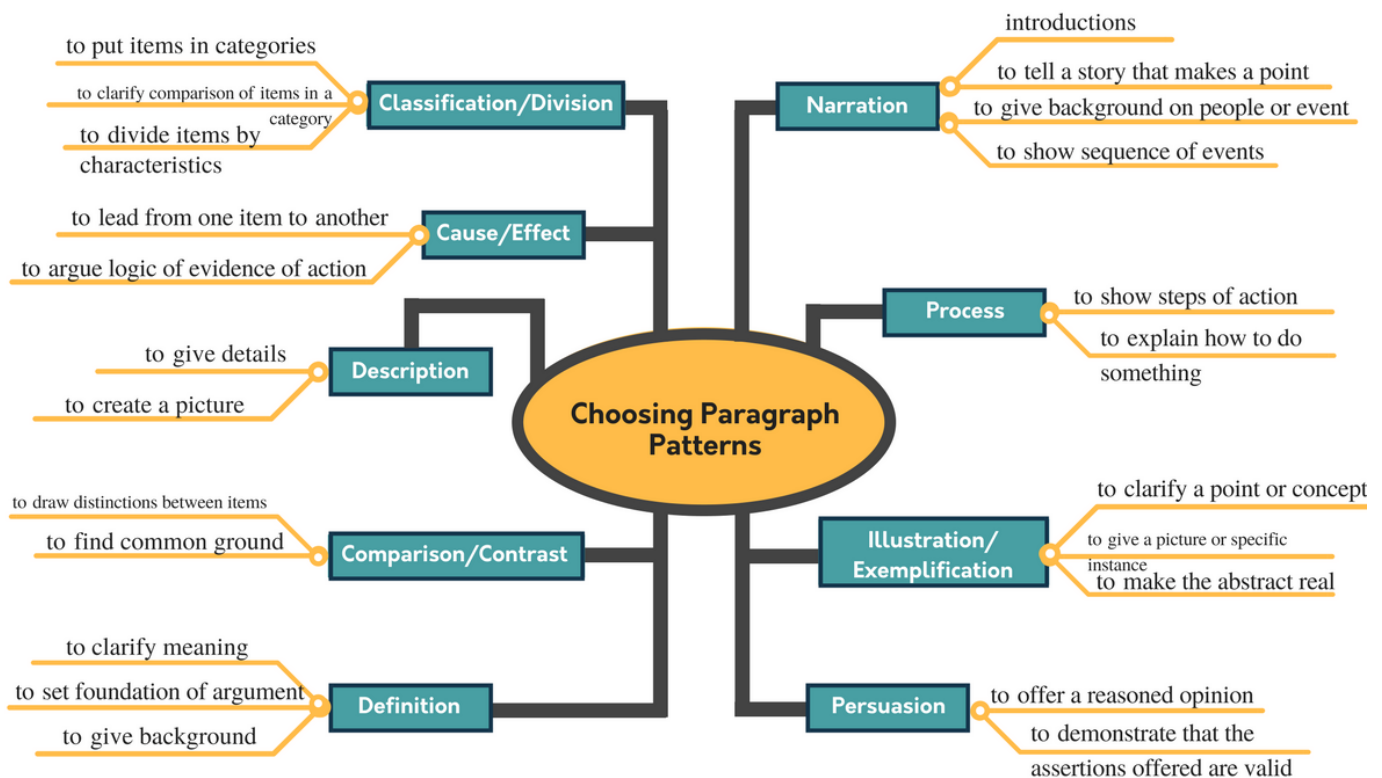 to put items in categories
to clarify comparison of items in a
category
to divide items by
characteristics
Classification/Division
to lead from one item to another
to argue logic of evidence of action
Cause/Effect
to give details
to create a picture
Description
to draw distinctions between items
to find common ground
Comparison/Contrast
to clarify meaning
to set foundation of argument
to give background
Definition
Choosing Paragraph
Patterns
introductions
to tell a story that makes a point
to give background on people or event
to show sequence of events
Narration
Process
to show steps of action
to explain how to do
something
Illustration/
Exemplification
to clarify a point or concept
to give a picture or specific
instance
to make the abstract real
Persuasion
to offer a reasoned opinion
to demonstrate that the
assertions offered are valid